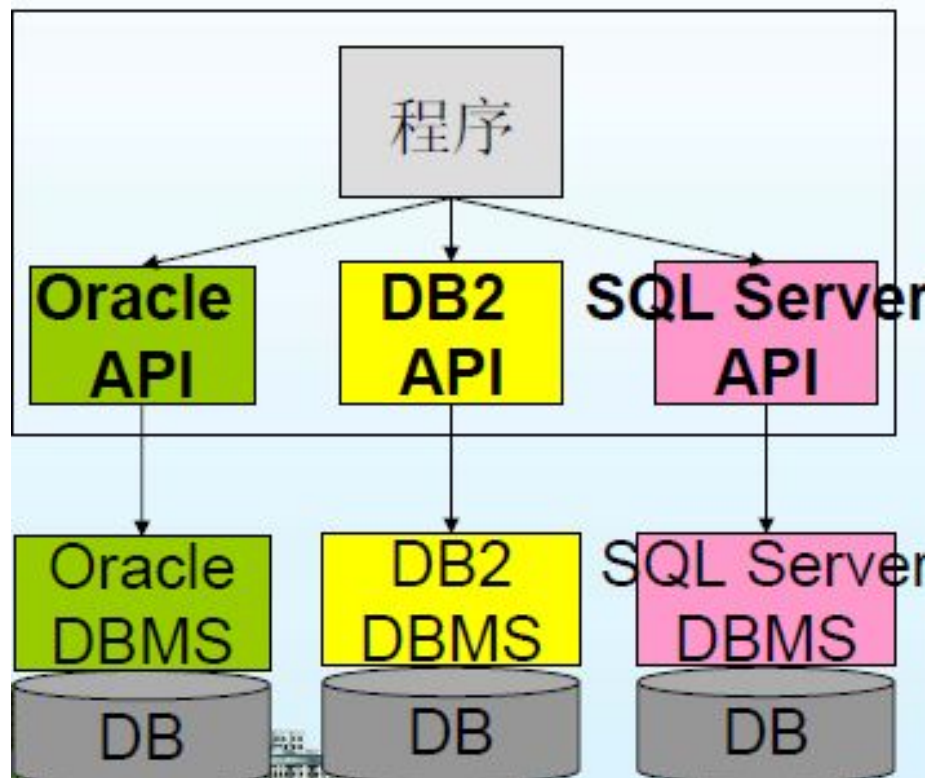 程序
Oracle
API
DB2
API
SQL Server
API
Oracle
DBMS
DB2
DBMS
SQL Server
DBMS
DB
DB
DB